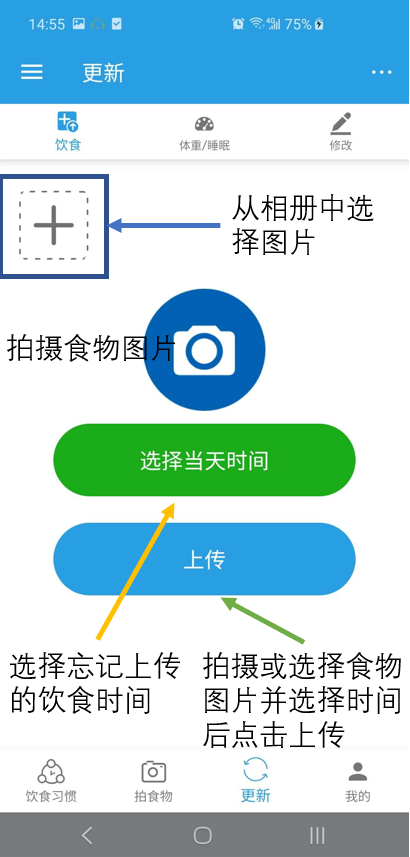 14:55
75%
更新
饮食
体重/睡眠
修改
从相册中选
择图片
拍摄食物图片
选择当天时间
上传
选择忘记上传
的饮食时间
拍摄或选择食物
图片并选择时间
后点击上传
饮食习惯
拍食物
更新
我的